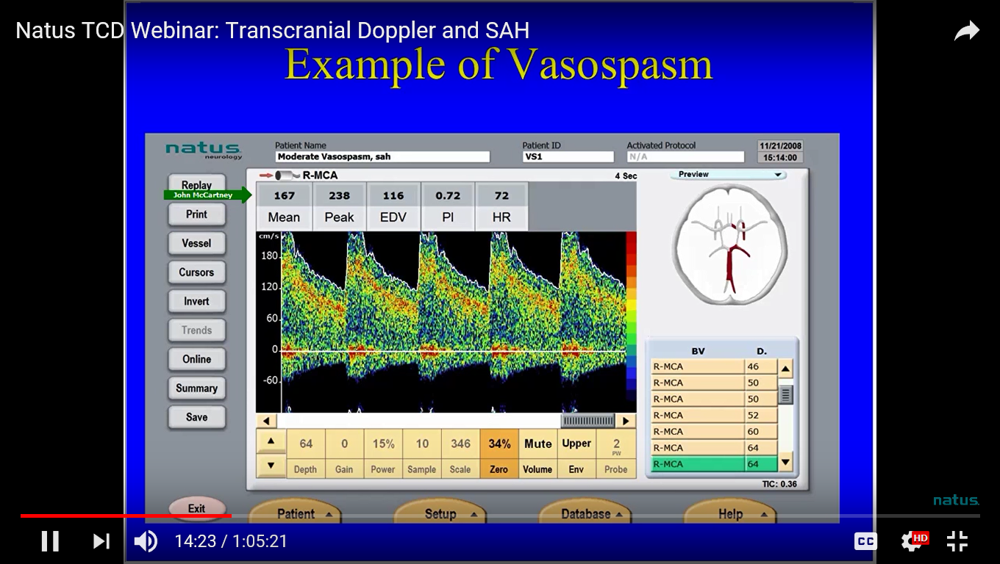 Natus TCD Webinar: Transcranial Doppler and SAH
Example of Vasospasm
natus.
neurology
Patient Name
Moderate Vasospasm, sah
Patient ID
VS1
Activated Protocol
N/A
11/21/2008
15:14:00
Replay
John McCartney
Print
Vessel
Cursors
Invert
Trends
Online
Summary
Save
Exit
R-MCA
4 Sec
167 238 116 0.72 72
Mean Peak EDV PI HR
cm/s
180
120
60
0
-60
Preview
BV D.
R-MCA 46
R-MCA 50
R-MCA 50
R-MCA 52
R-MCA 60
R-MCA 64
R-MCA 64
TIC: 0.36
64 0 15% 10 346 34% Mute Upper 2
PW
Depth Gain Power Sample Scale Zero Volume Env Probe
Patient Setup Database Help
natus.
14:23 / 1:05:21
CC
HD